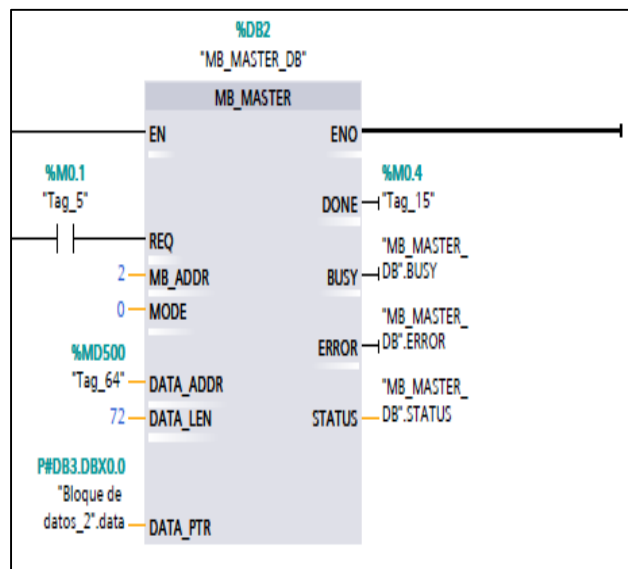 %DB2
"MB_MASTER_DB"
MB_MASTER
EN
ENO
%M0.1
"Tag_5"
REQ
2
MB_ADDR
0
MODE
%MD500
"Tag_64"
DATA_ADDR
72
DATA_LEN
P#DB3.DBX0.0
"Bloque de
datos_2".data
DATA_PTR
%M0.4
DONE
"Tag_15"
"MB_MASTER_
BUSY
DB".BUSY
"MB_MASTER_
ERROR
DB".ERROR
"MB_MASTER_
STATUS
DB".STATUS